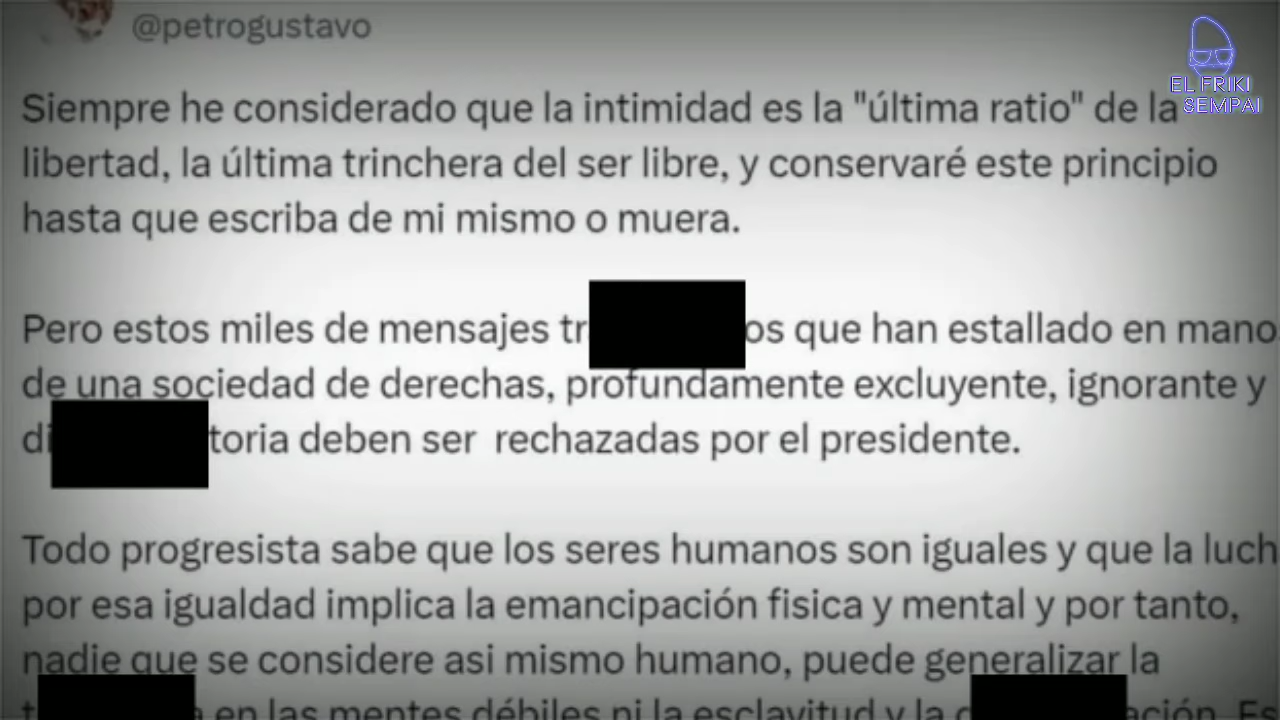 @petrogustavo
EL FRIKI
SEMPAI
Siempre he considerado que la intimidad es la "última ratio" de la
libertad, la última trinchera del ser libre, y conservaré este principio
hasta que escriba de mi mismo o muera.
Pero estos miles de mensajes tr os que han estallado en mano
de una sociedad de derechas, profundamente excluyente, ignorante y
di toria deben ser rechazadas por el presidente.
Todo progresista sabe que los seres humanos son iguales y que la luch
por esa igualdad implica la emancipación fisica y mental y por tanto,
nadie que se considere asi mismo humano, puede generalizar la
en las mentes débiles ni la esclavitud y la